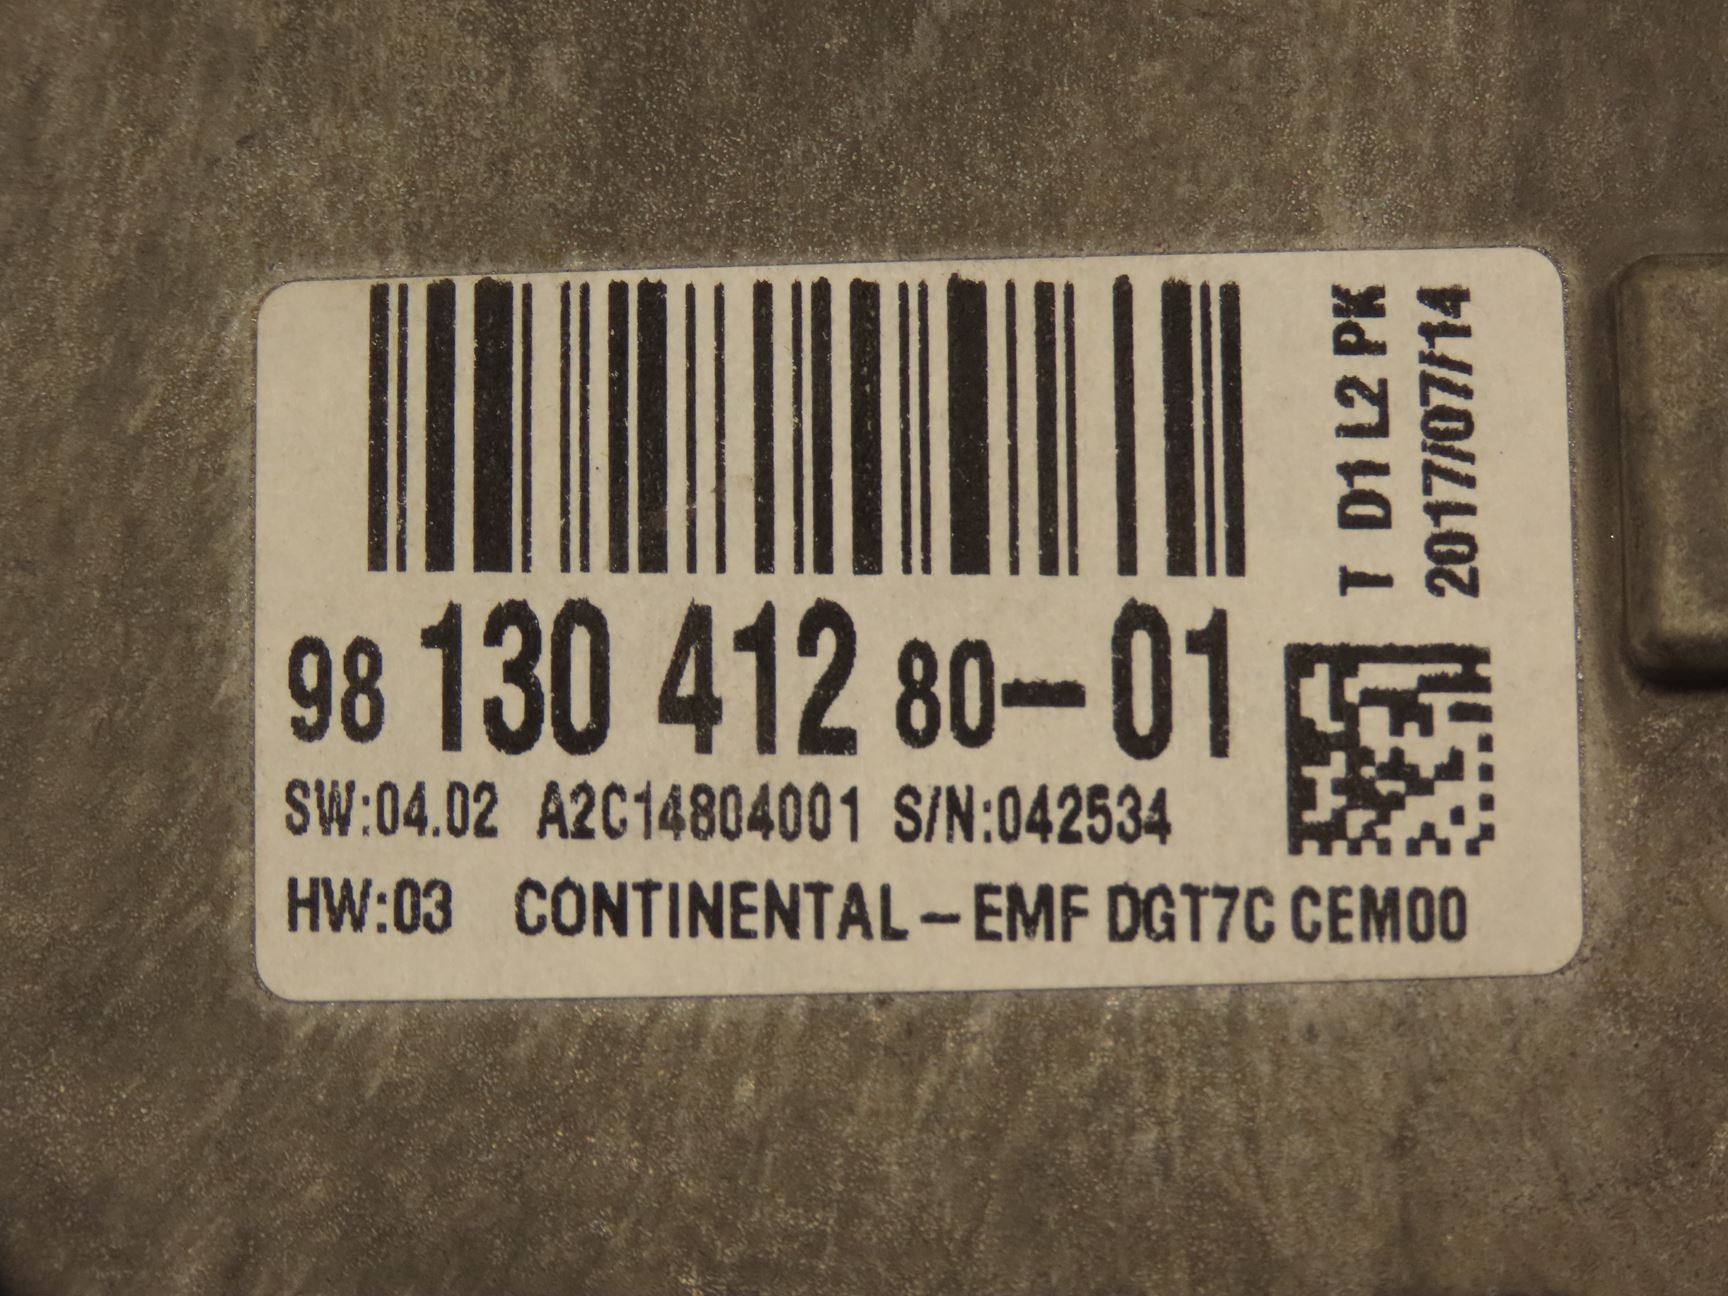 98 130 412 80-01
SW:04.02 A2C14804001 S/N:042534
HW:03 CONTINENTAL-EMF DGT7C CEM00
T D1 L2 PK
2017/07/14